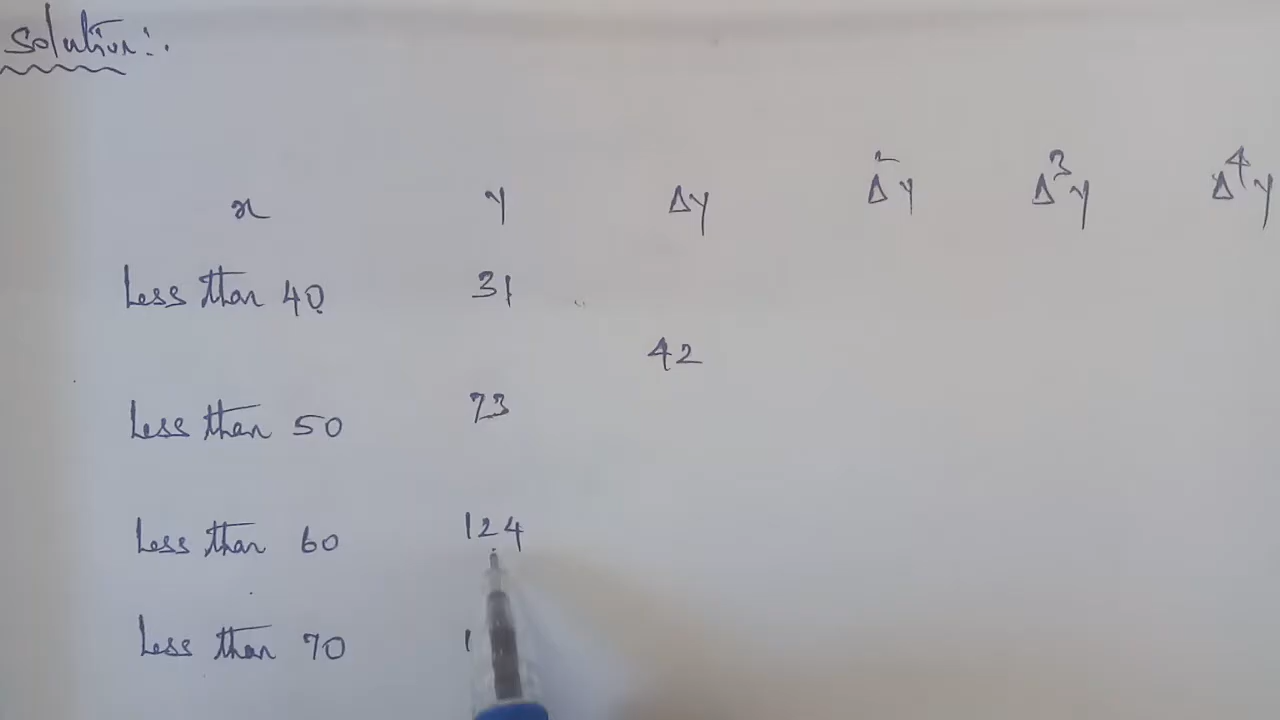 Solution:.
x y Δy Δ²y Δ³y Δ⁴y
Less than 40 31
42
Less than 50 73
Less than 60 124
Less than 70 1